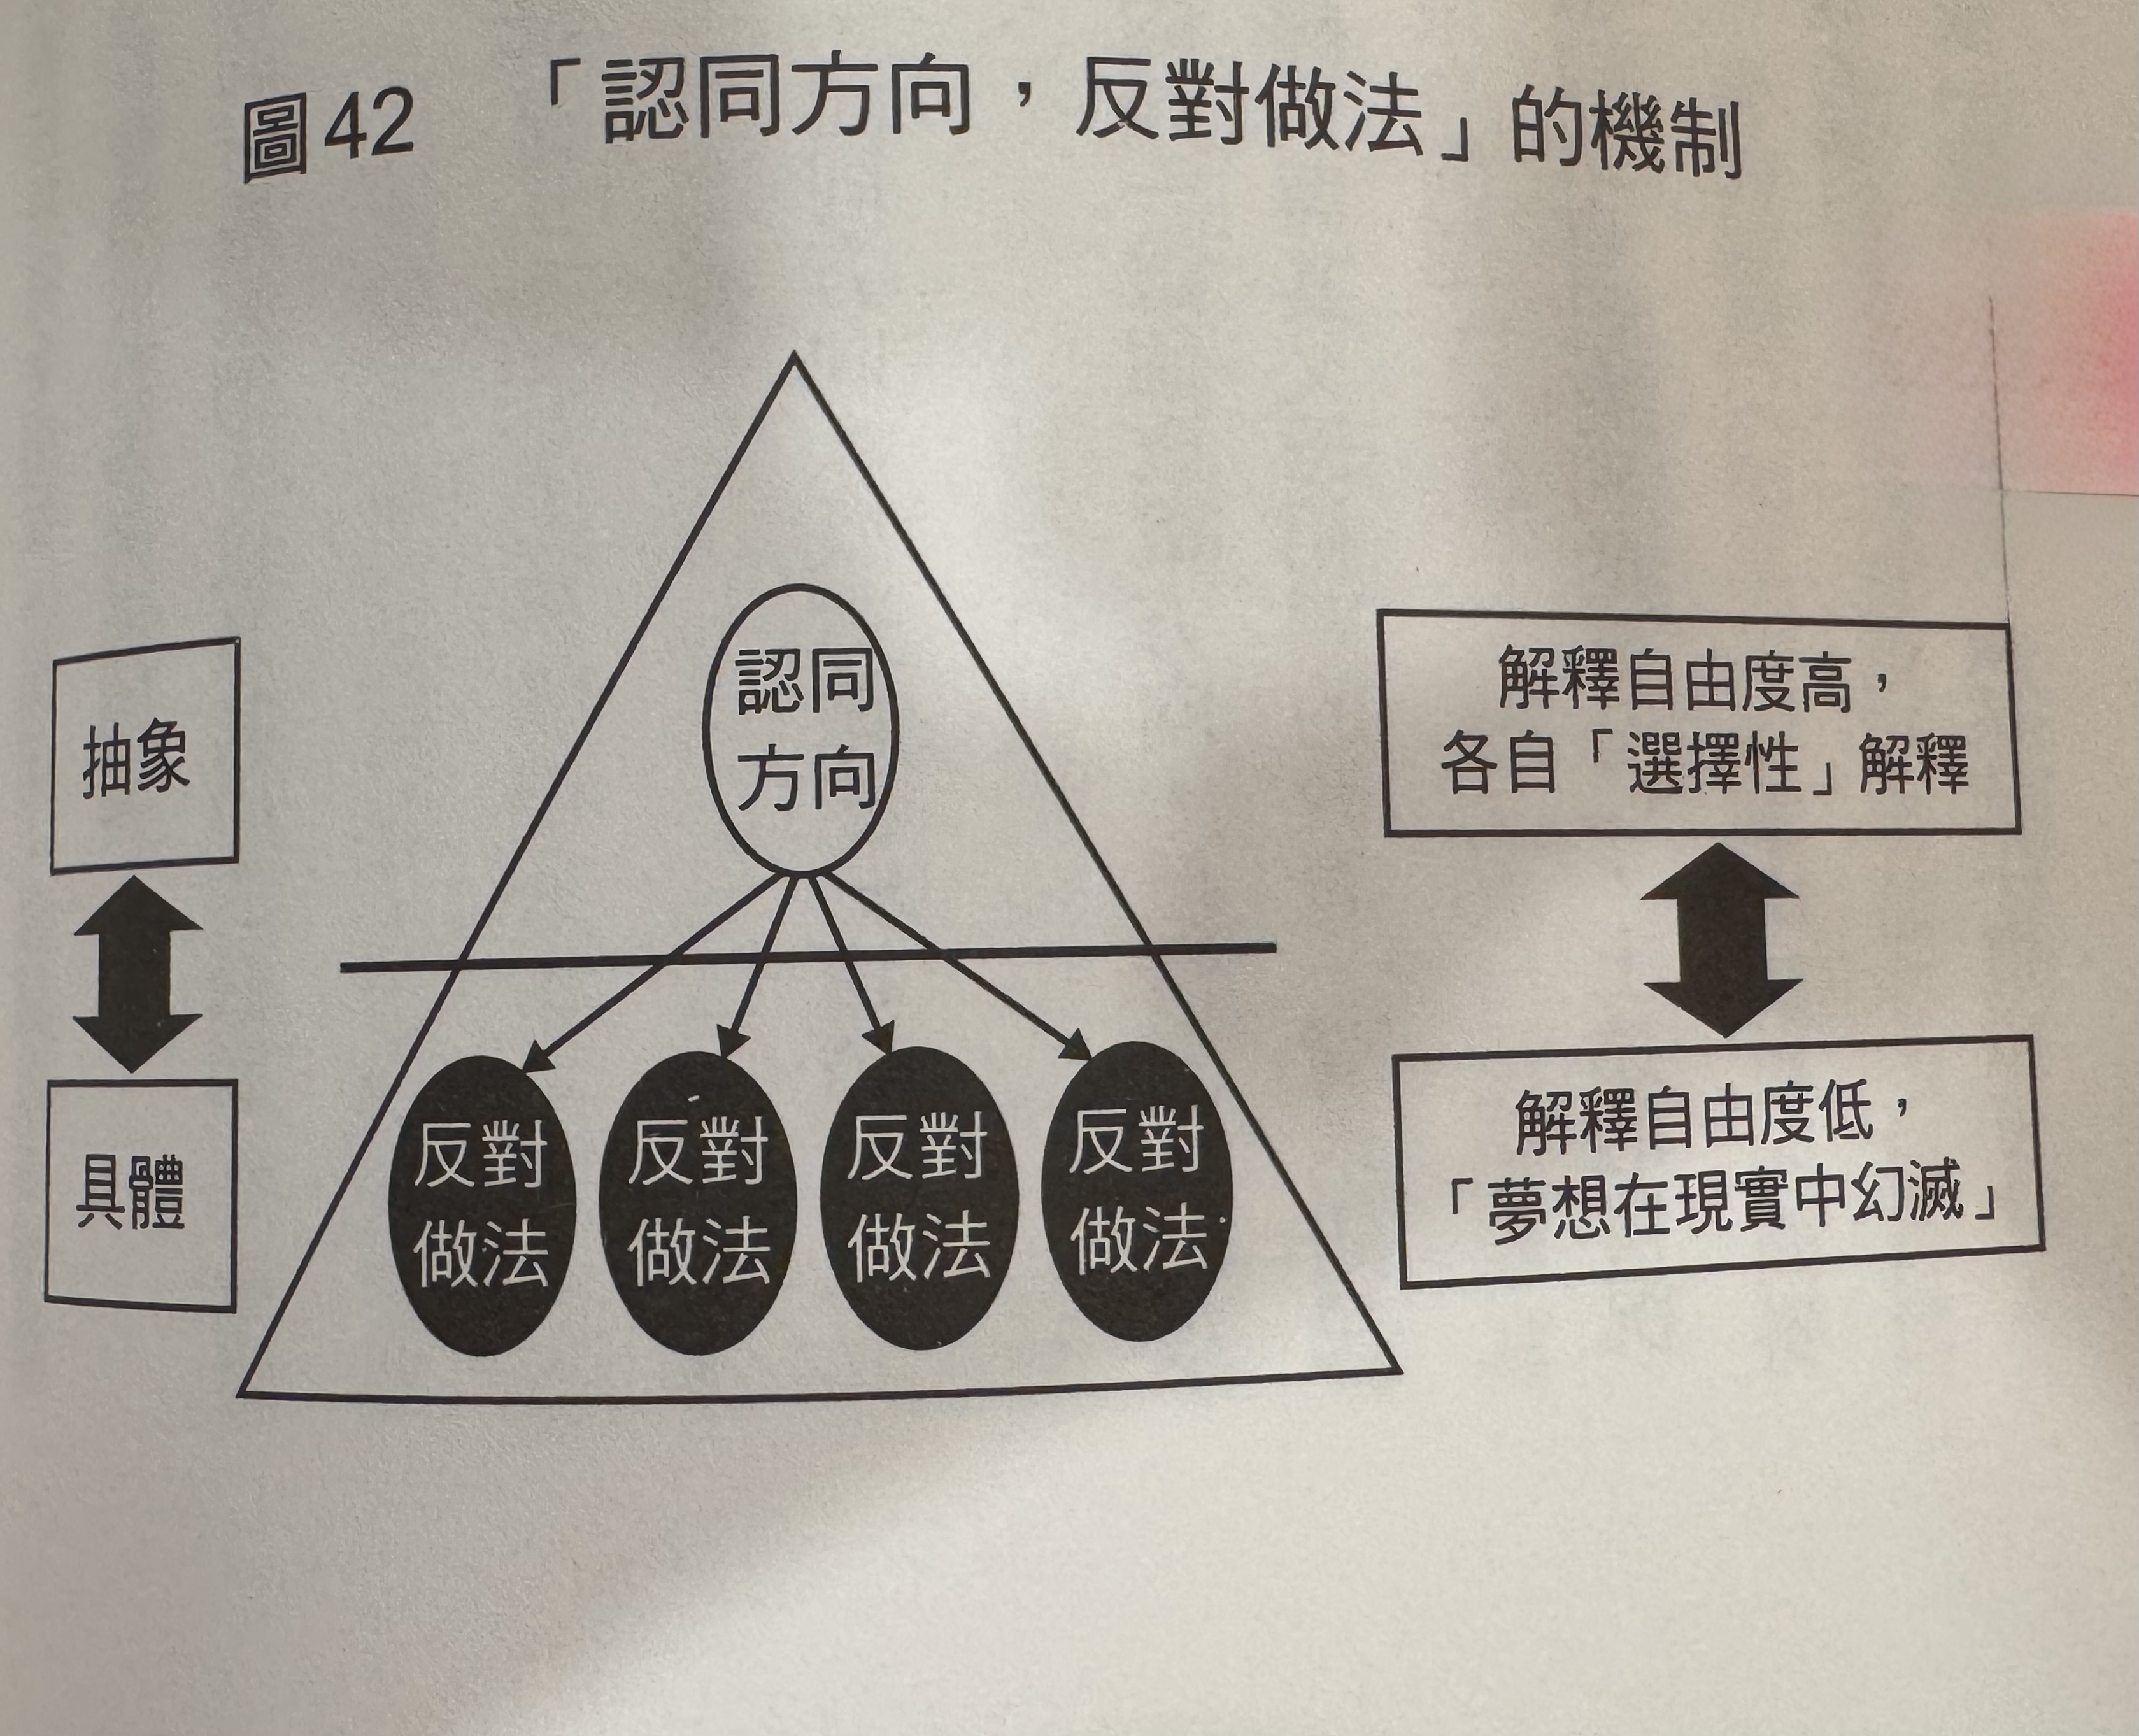 圖42 「認同方向，反對做法」的機制
認同
方向
抽象
解釋自由度高，
各自「選擇性」解釋
反對
做法
反對
做法
反對
做法
反對
做法
具體
解釋自由度低，
「夢想在現實中幻滅」